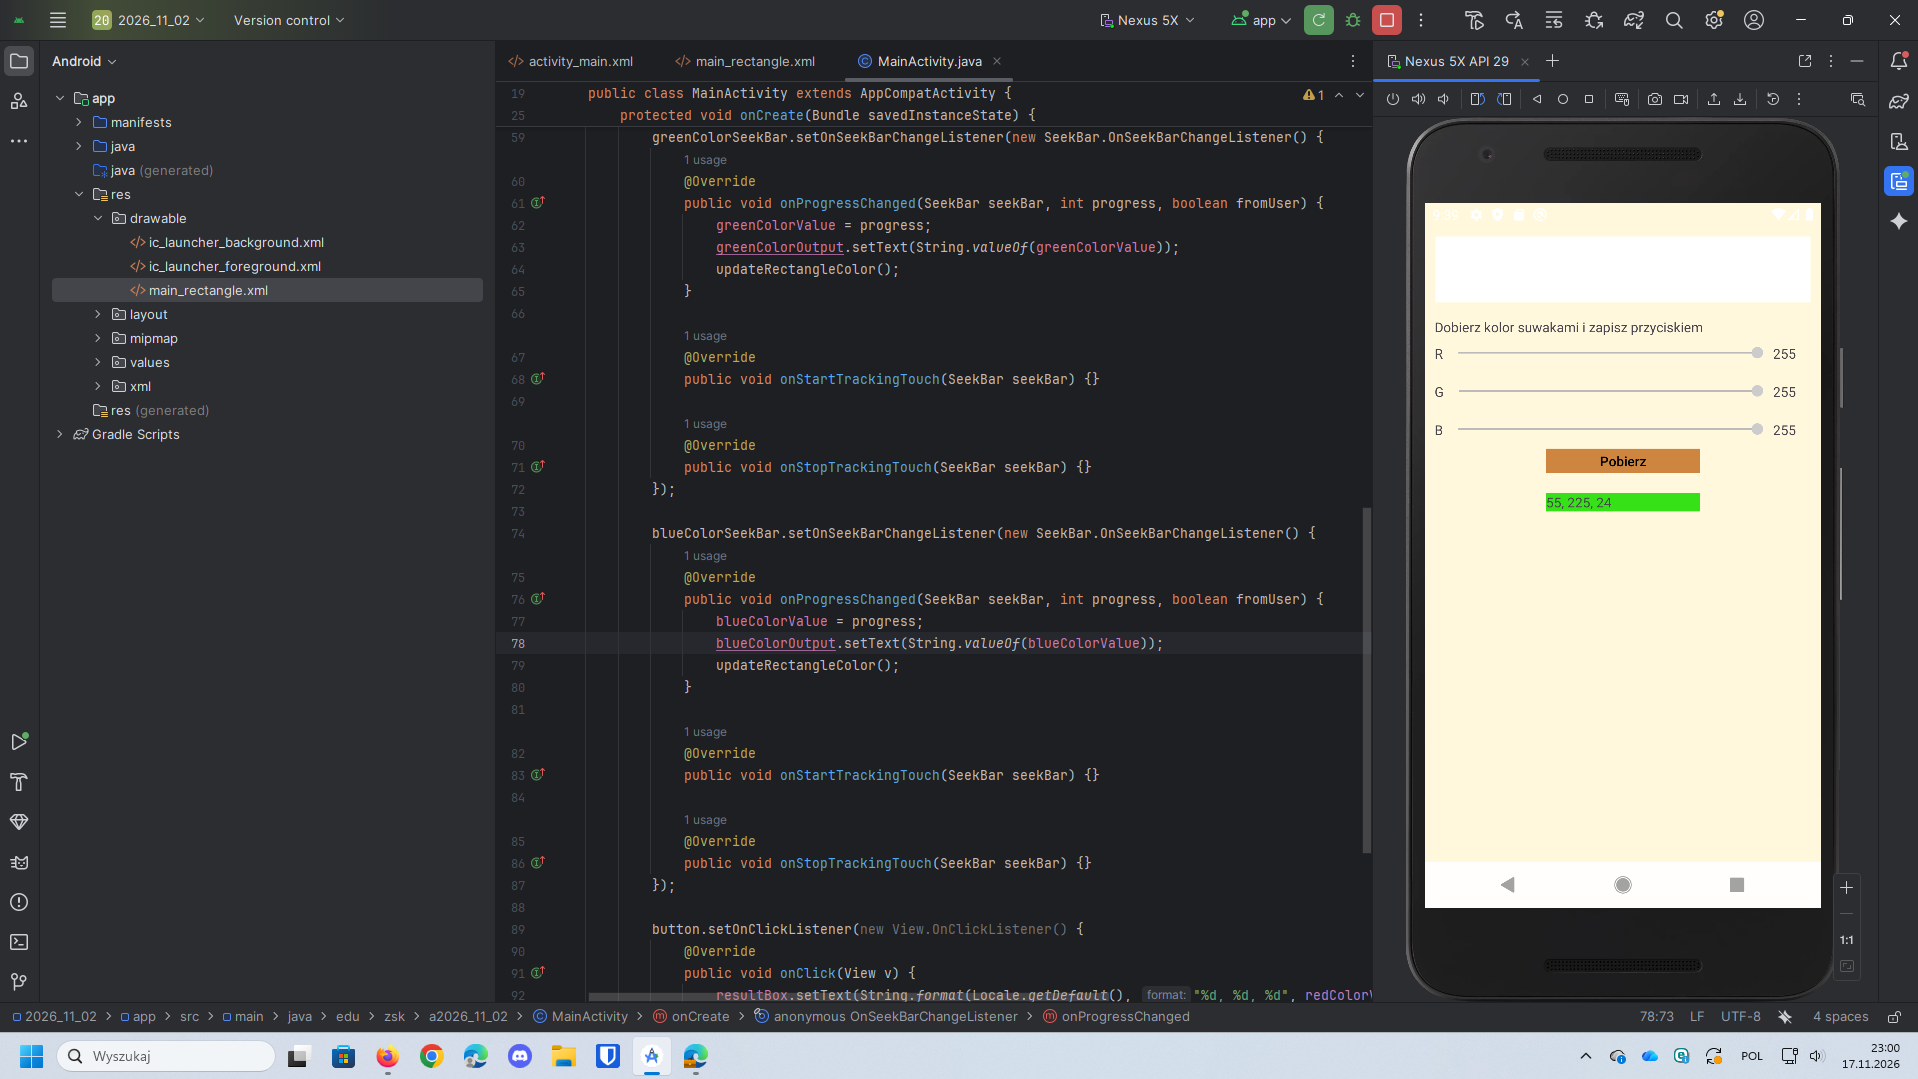 20 2026_11_02 Version control Nexus 5X app
Android
app
manifests
java
java (generated)
res
drawable
ic_launcher_background.xml
ic_launcher_foreground.xml
main_rectangle.xml
layout
mipmap
values
xml
res (generated)
Gradle Scripts
activity_main.xml main_rectangle.xml MainActivity.java
1
19 public class MainActivity extends AppCompatActivity {
25 protected void onCreate(Bundle savedInstanceState) {
59 greenColorSeekBar.setOnSeekBarChangeListener(new SeekBar.OnSeekBarChangeListener() {
1 usage
60 @Override
61 public void onProgressChanged(SeekBar seekBar, int progress, boolean fromUser) {
62 greenColorValue = progress;
63 greenColorOutput.setText(String.valueOf(greenColorValue));
64 updateRectangleColor();
65 }
66
1 usage
67 @Override
68 public void onStartTrackingTouch(SeekBar seekBar) {}
69
1 usage
70 @Override
71 public void onStopTrackingTouch(SeekBar seekBar) {}
72 });
73
74 blueColorSeekBar.setOnSeekBarChangeListener(new SeekBar.OnSeekBarChangeListener() {
1 usage
75 @Override
76 public void onProgressChanged(SeekBar seekBar, int progress, boolean fromUser) {
77 blueColorValue = progress;
78 blueColorOutput.setText(String.valueOf(blueColorValue));
79 updateRectangleColor();
80 }
81
1 usage
82 @Override
83 public void onStartTrackingTouch(SeekBar seekBar) {}
84
1 usage
85 @Override
86 public void onStopTrackingTouch(SeekBar seekBar) {}
87 });
88
89 button.setOnClickListener(new View.OnClickListener() {
90 @Override
91 public void onClick(View v) {
92 resultBox.setText(String.format(Locale.getDefault(), format: "%d, %d, %d", redColorV
Nexus 5X API 29
Dobierz kolor suwakami i zapisz przyciskiem
R 255
G 255
B 255
Pobierz
55, 225, 24
1:1
2026_11_02 app src main java edu zsk a2026_11_02 MainActivity onCreate anonymous OnSeekBarChangeListener onProgressChanged 78:73 LF UTF-8 4 spaces
Wyszukaj
POL
23:00
17.11.2026